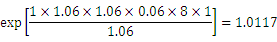 exp[(1 × 1.06 × 1.06 × 0.06 × 8 × 1)/1.06] = 1.0117